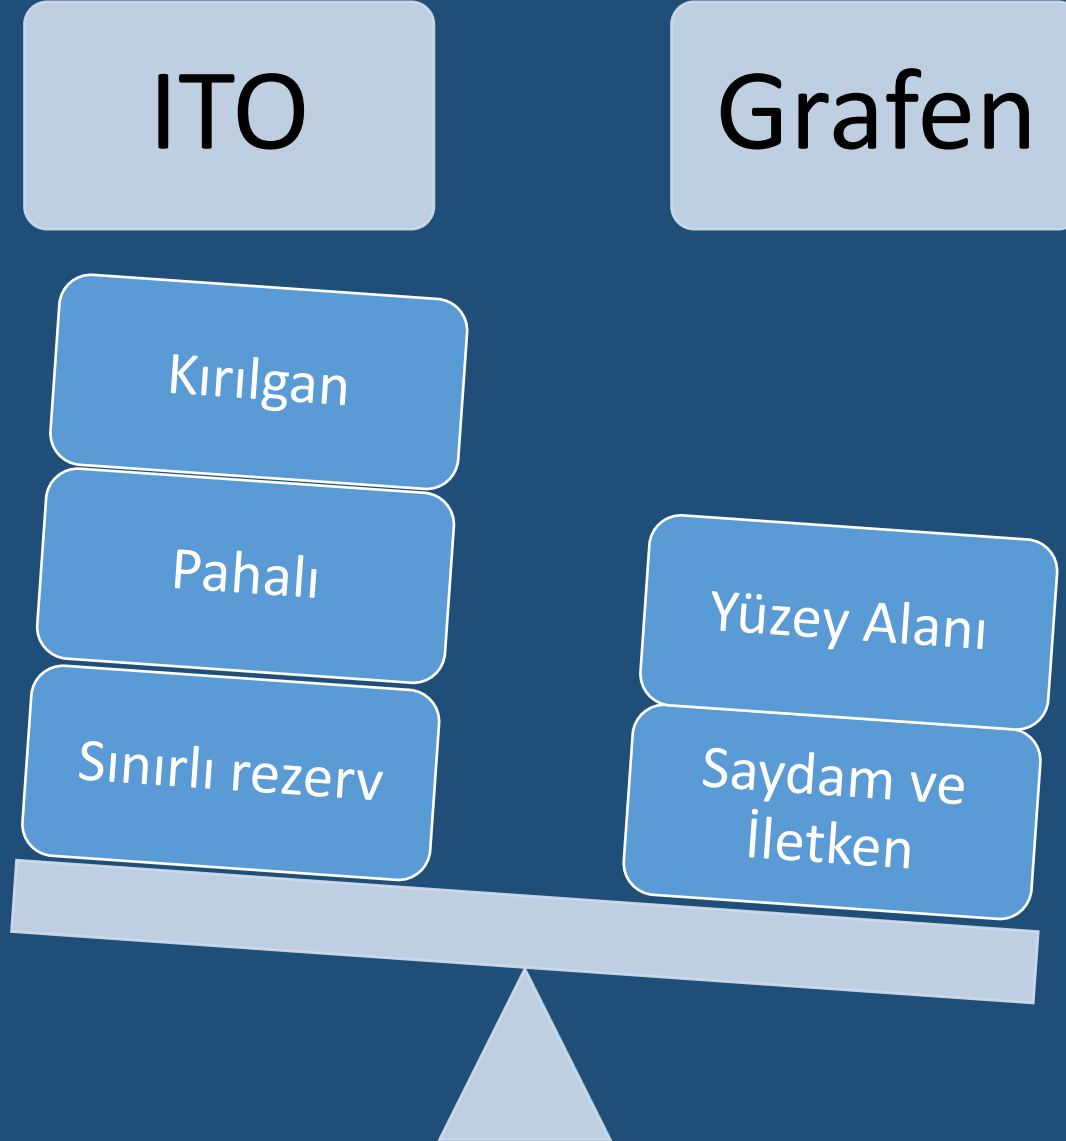 ITO
Grafen
Kırılgan
Pahalı
Sınırlı rezerv
Yüzey Alanı
Saydam ve
İletken